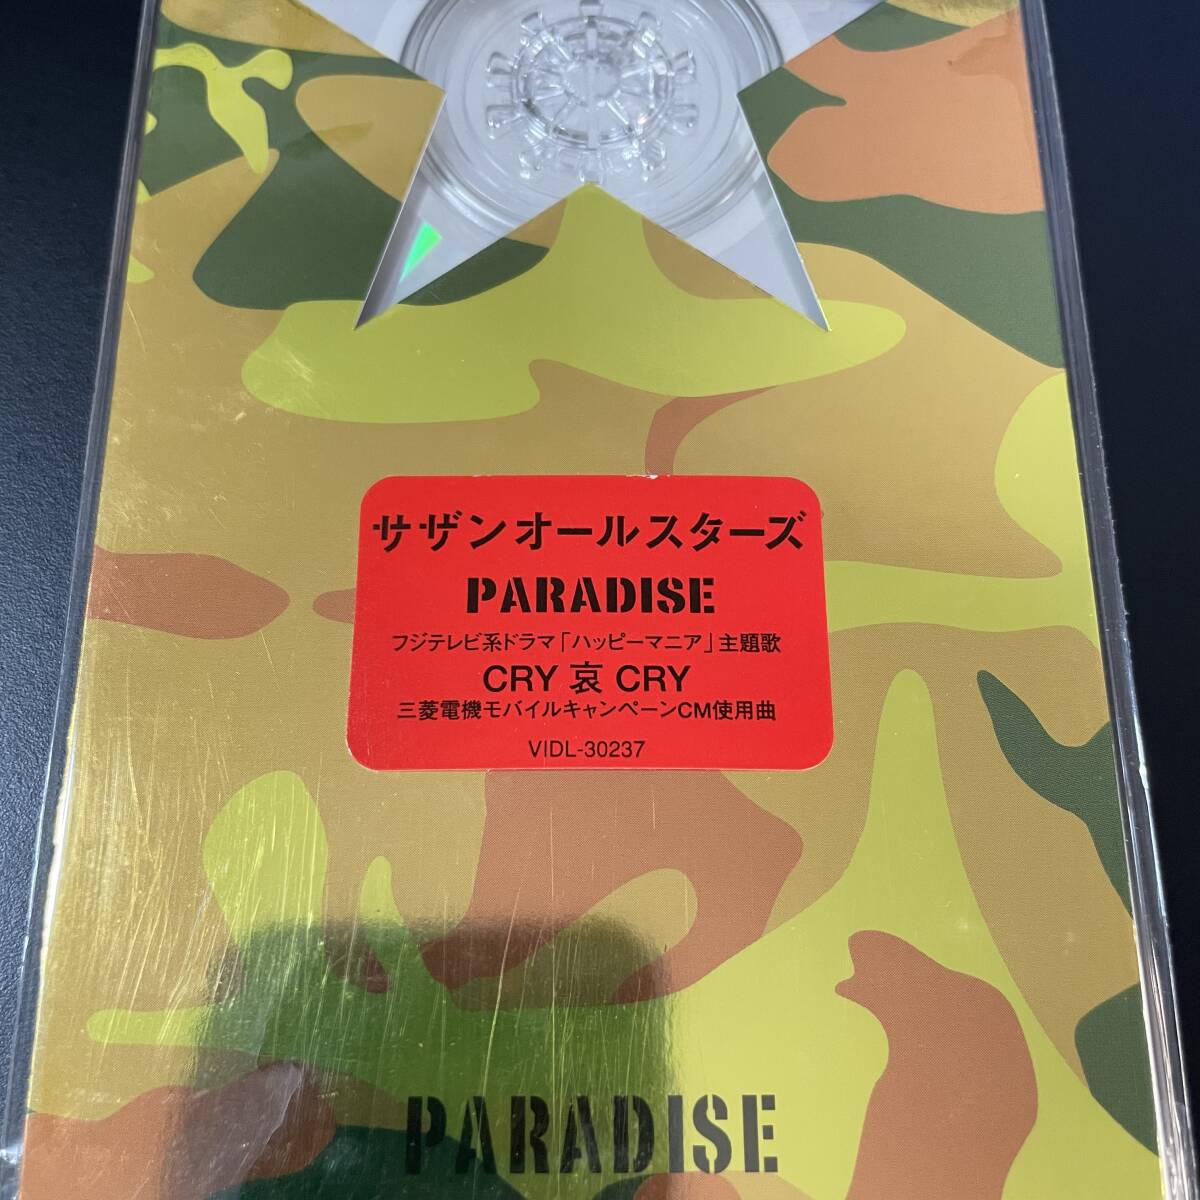 サザンオールスターズ
PARADISE
フジテレビ系ドラマ「ハッピーマニア」主題歌
CRY 哀 CRY
三菱電機モバイルキャンペーンCM使用曲
VIDL-30237
PARADISE